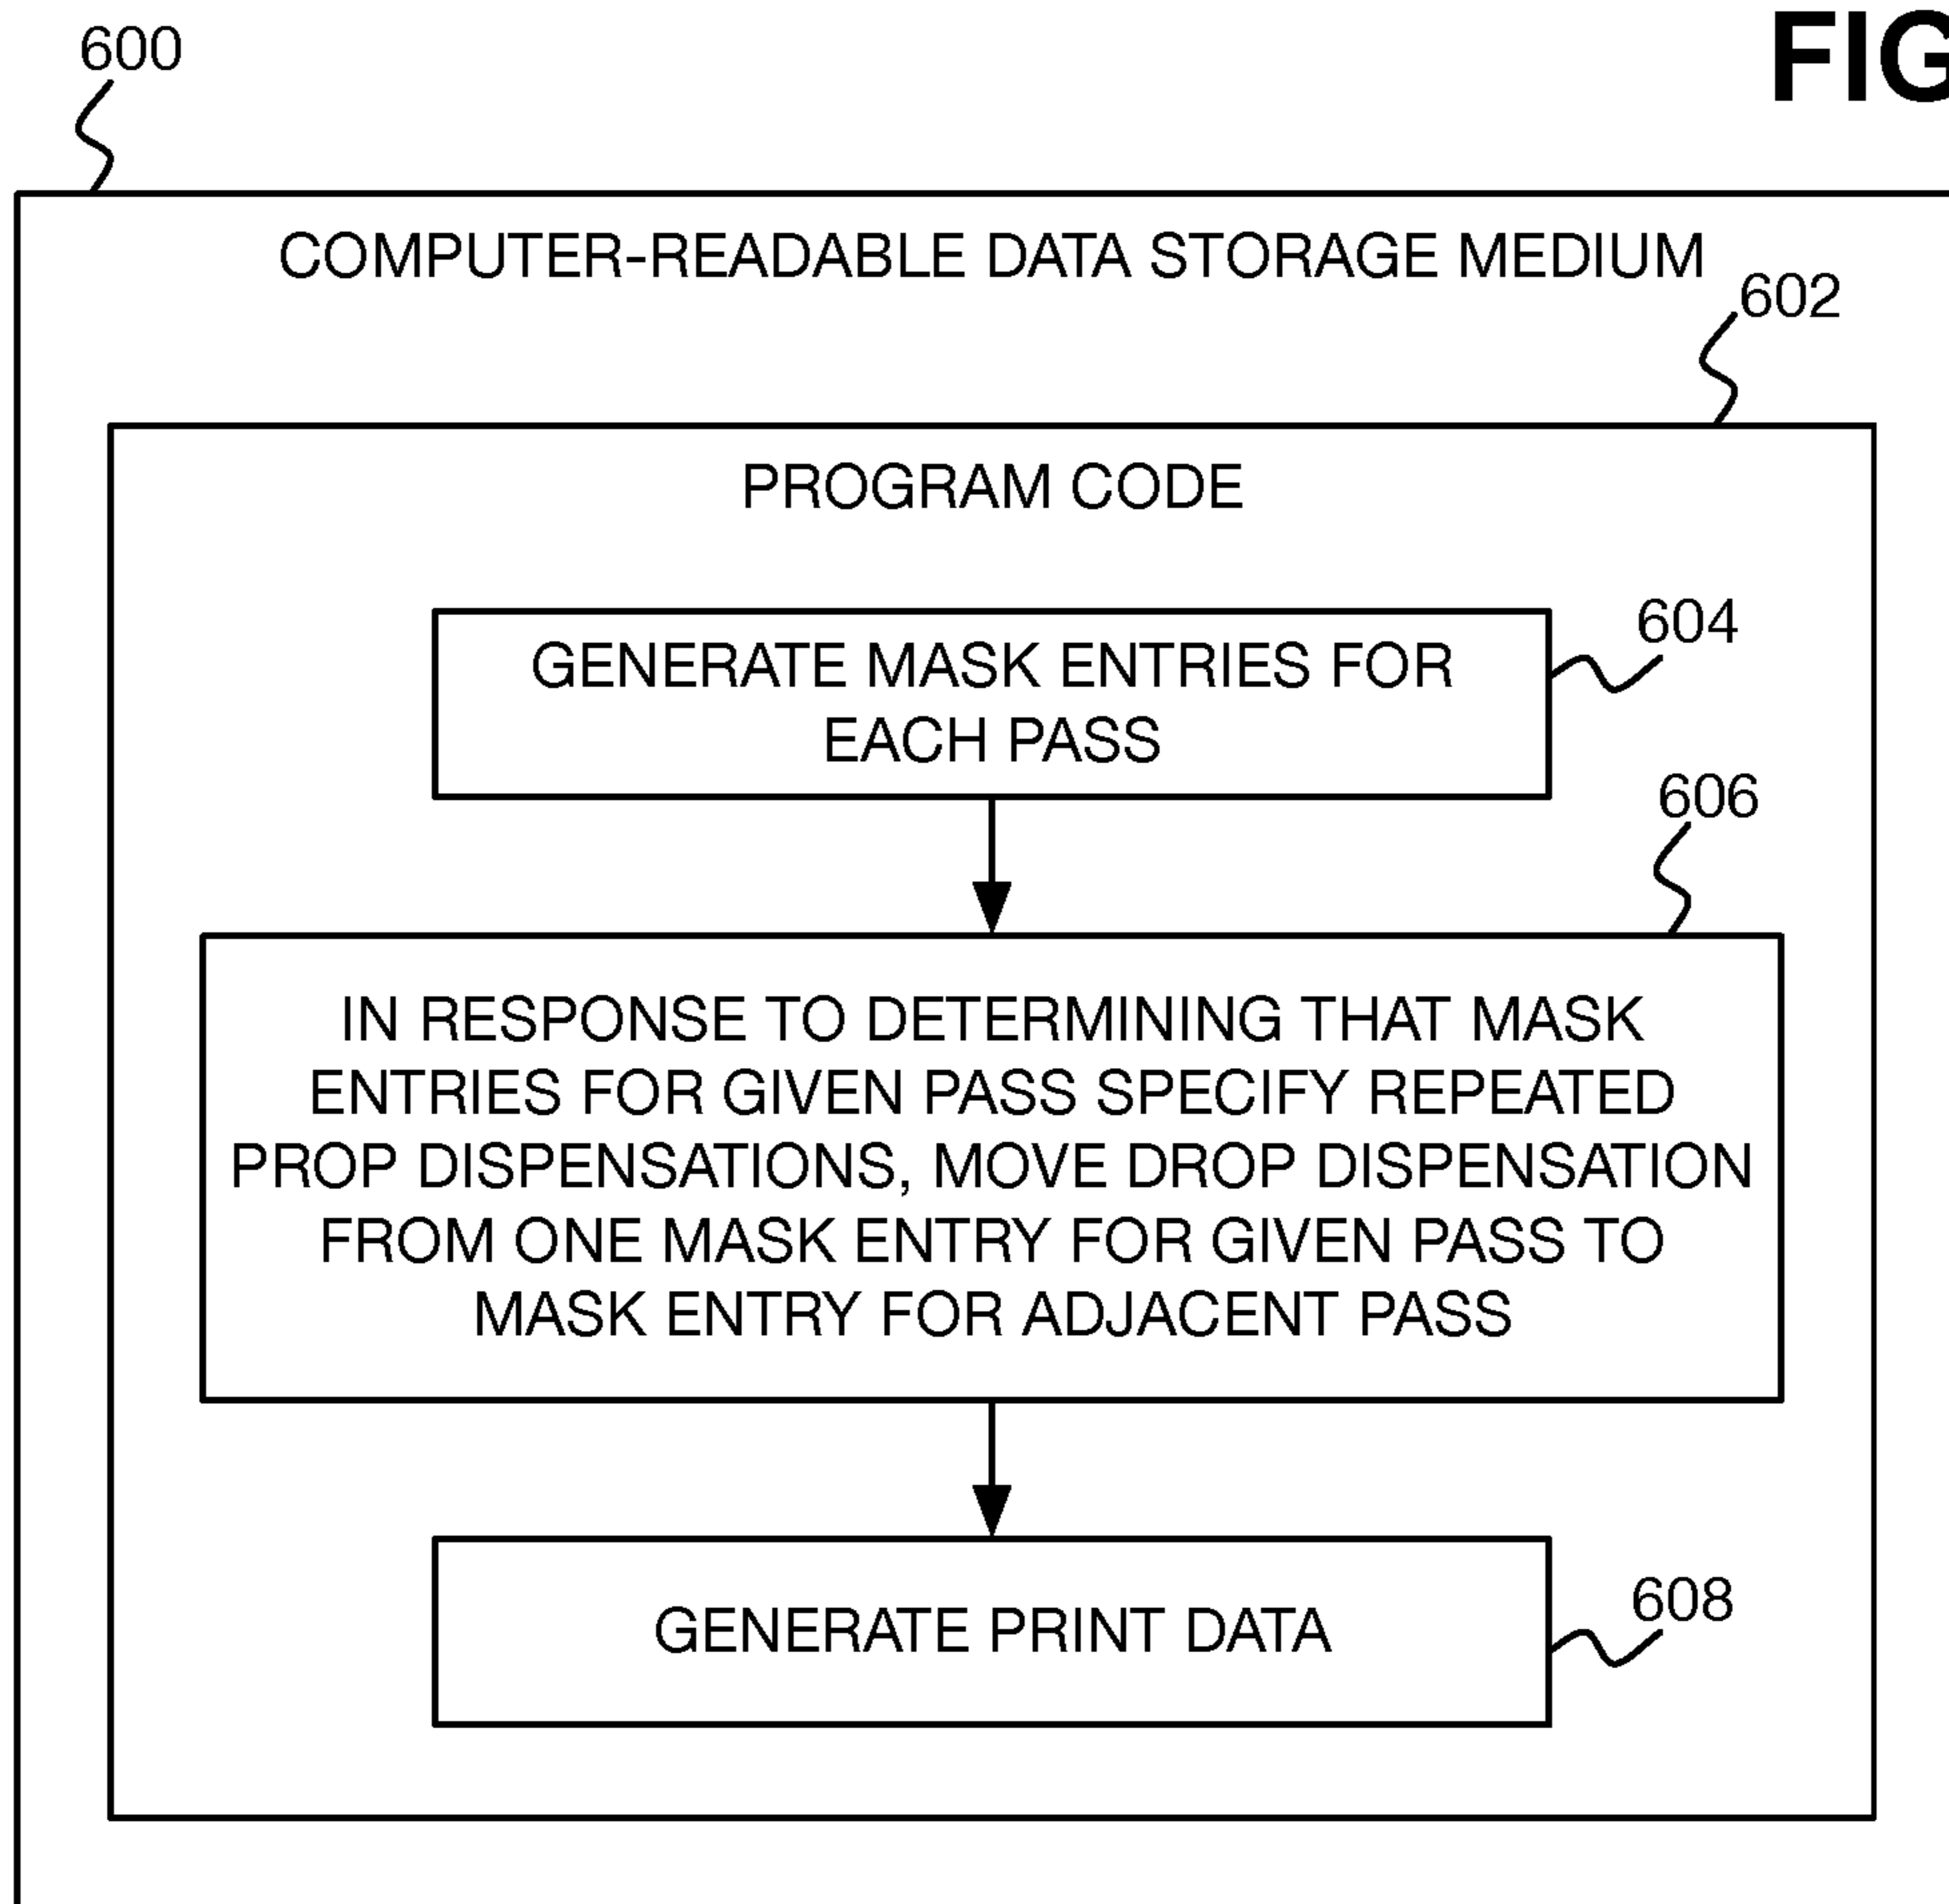 600
FIG
COMPUTER-READABLE DATA STORAGE MEDIUM
602
PROGRAM CODE
GENERATE MASK ENTRIES FOR
EACH PASS
604
606
IN RESPONSE TO DETERMINING THAT MASK
ENTRIES FOR GIVEN PASS SPECIFY REPEATED
PROP DISPENSATIONS, MOVE DROP DISPENSATION
FROM ONE MASK ENTRY FOR GIVEN PASS TO
MASK ENTRY FOR ADJACENT PASS
GENERATE PRINT DATA
608